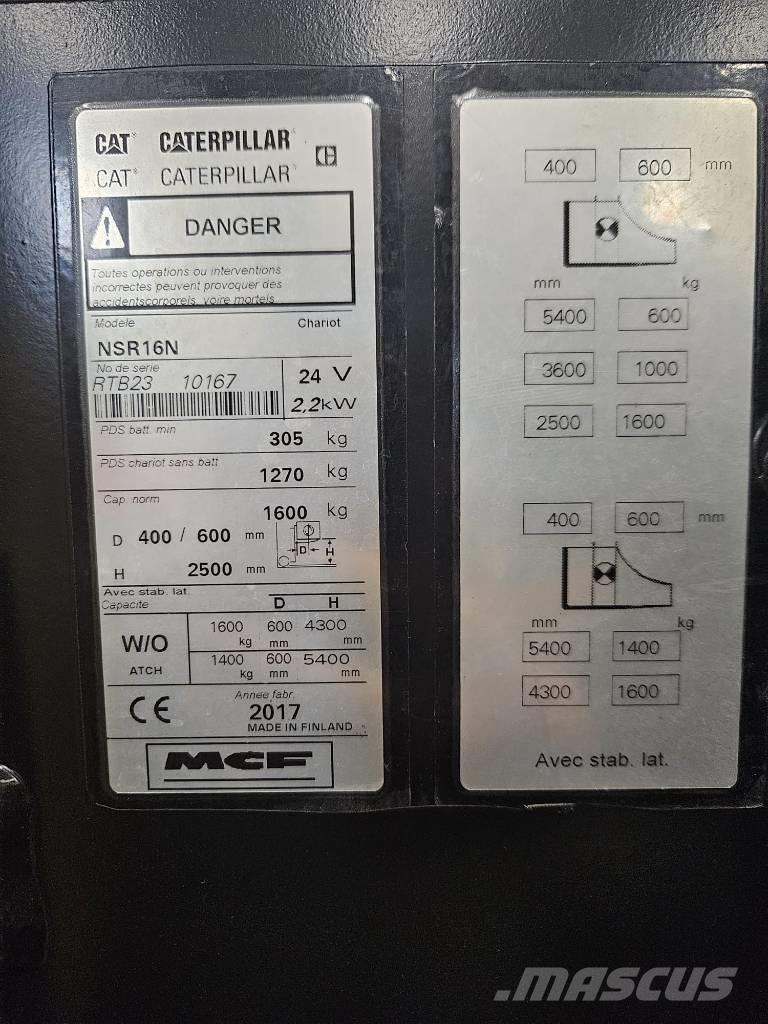 CAT® CATERPILLAR®
CAT® CATERPILLAR®
DANGER
Toutes operations ou interventions
incorrectes peuvent provoquer des
accidentscorporels, voire mortels
Modele Chariot
NSR16N
No de serie
RTB23 10167
24 V
2,2kW
PDS batt. min
305 kg
PDS chariot sans batt
1270 kg
Cap. norm
1600 kg
D 400 / 600 mm
D H
H 2500 mm
Avec stab. lat.
Capacite D H
W/O
ATCH
1600 600 4300
kg mm mm
1400 600 5400
kg mm mm
CE
Annee fabr.
2017
MADE IN FINLAND
MCF
400 600 mm
mm kg
5400 600
3600 1000
2500 1600
400 600 mm
mm kg
5400 1400
4300 1600
Avec stab. lat.
.MASCUS